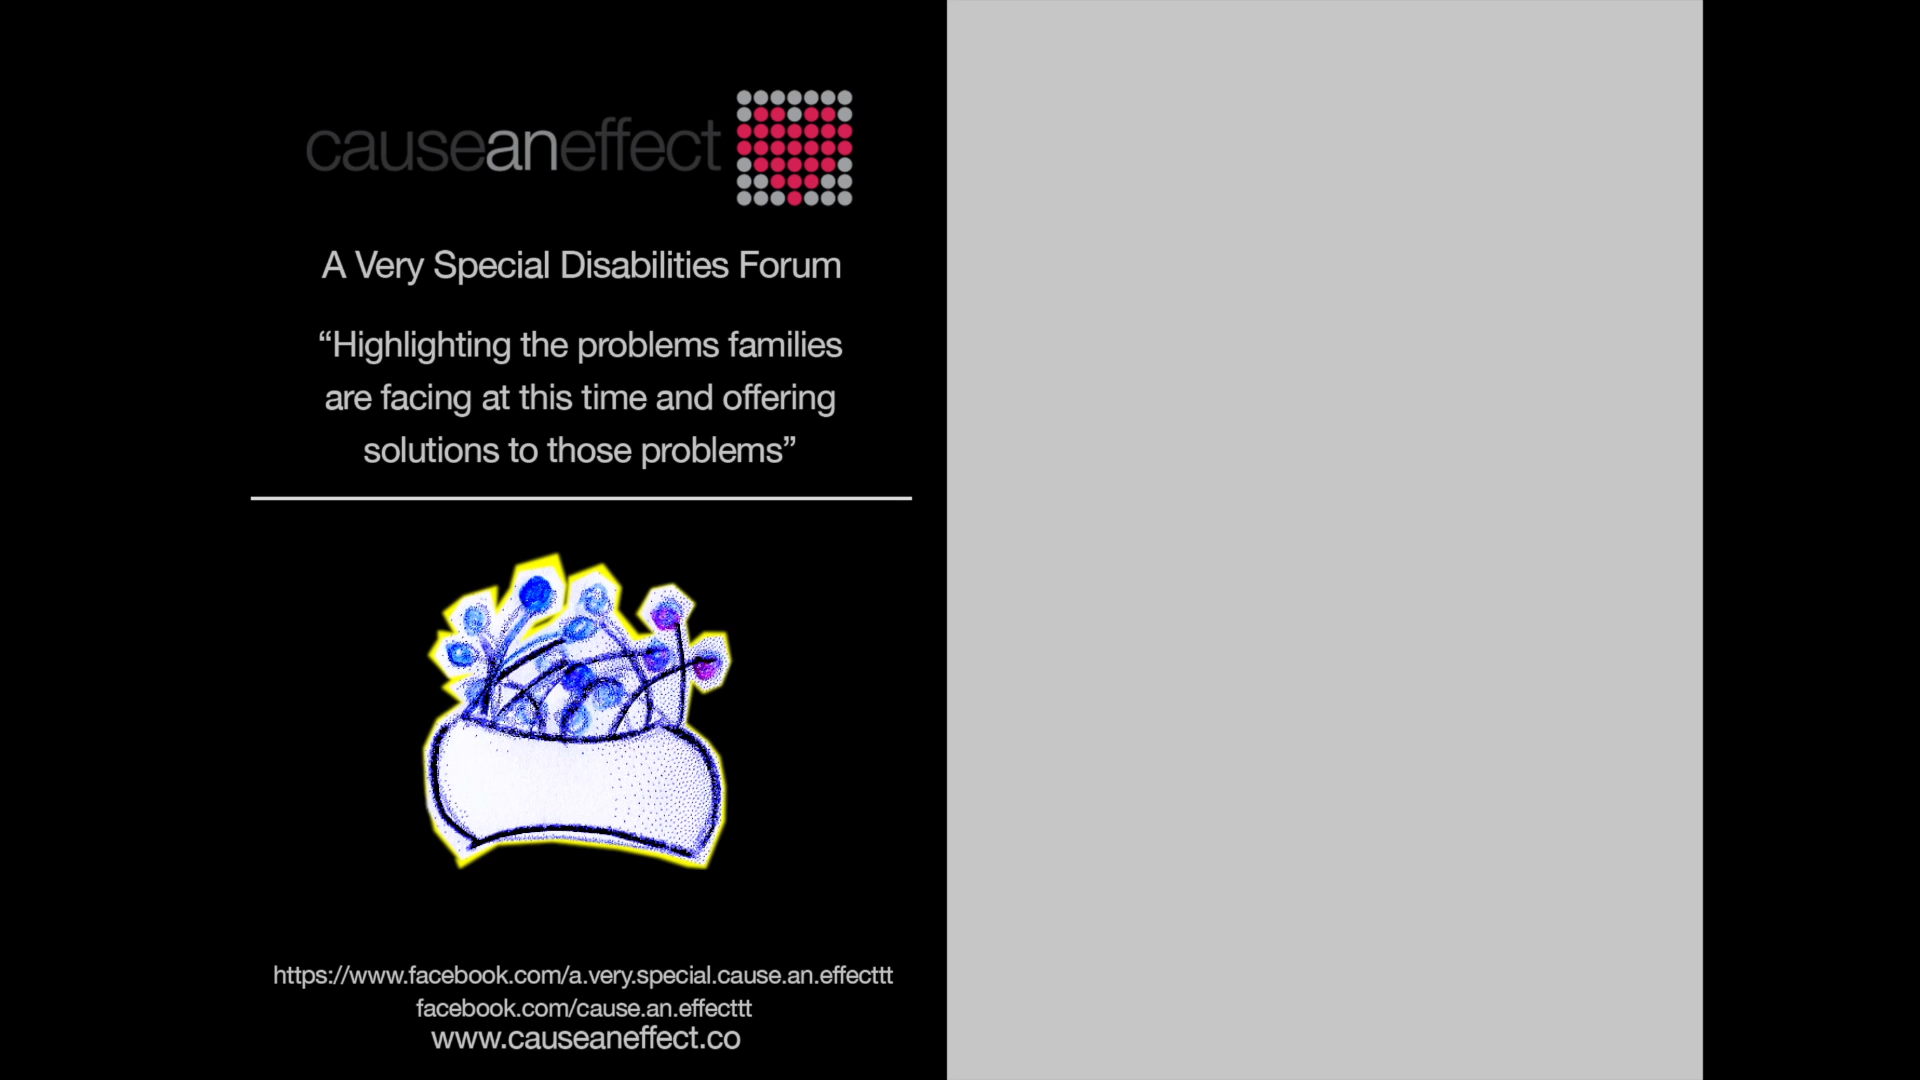 causeaneffect
A Very Special Disabilities Forum
“Highlighting the problems families
are facing at this time and offering
solutions to those problems”
https://www.facebook.com/a.very.special.cause.an.effecttt
facebook.com/cause.an.effecttt
www.causeaneffect.co